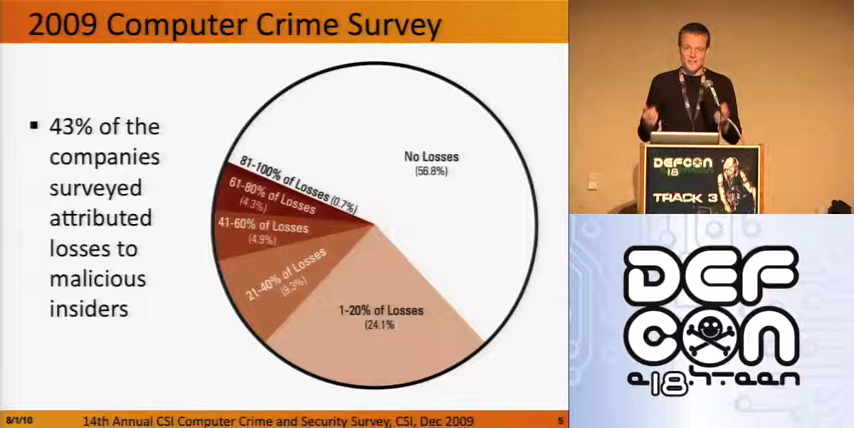 2009 Computer Crime Survey
▪ 43% of the
companies
surveyed
attributed
losses to
malicious
insiders
No Losses
(56.8%)
81-100% of Losses (0.7%)
61-80% of Losses
(4.3%)
41-60% of Losses
(4.9%)
21-40% of Losses
(9.3%)
1-20% of Losses
(24.1%
8/1/10
14th Annual CSI Computer Crime and Security Survey, CSI, Dec 2009
5
DEFCON
18
TRACK 3
DEF
CON
e18h-teen